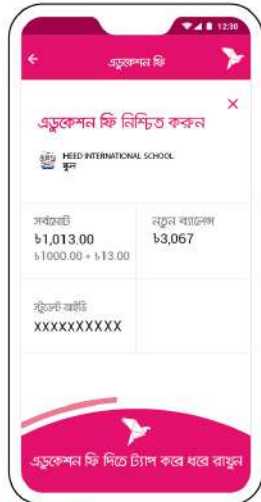 12:30
এডুকেশন ফি
এডুকেশন ফি নিশ্চিত করুন
HEED INTERNATIONAL SCHOOL
স্কুল
সর্বমোট
৳1,013.00
৳1000.00 + ৳13.00
নতুন ব্যালেন্স
৳3,067
স্টুডেন্ট আইডি
XXXXXXXXXX
এডুকেশন ফি দিতে ট্যাপ করে ধরে রাখুন